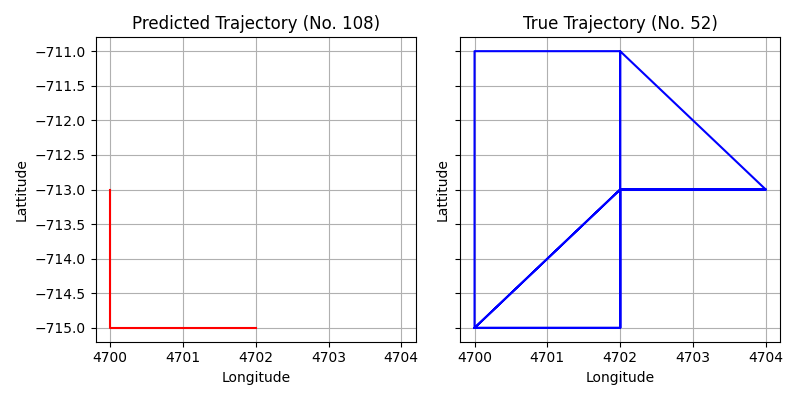 Predicted Trajectory (No. 108)
True Trajectory (No. 52)
−711.0
−711.5
−712.0
−712.5
−713.0
−713.5
−714.0
−714.5
−715.0
Lattitude
Lattitude
4700 4701 4702 4703 4704
4700 4701 4702 4703 4704
Longitude
Longitude